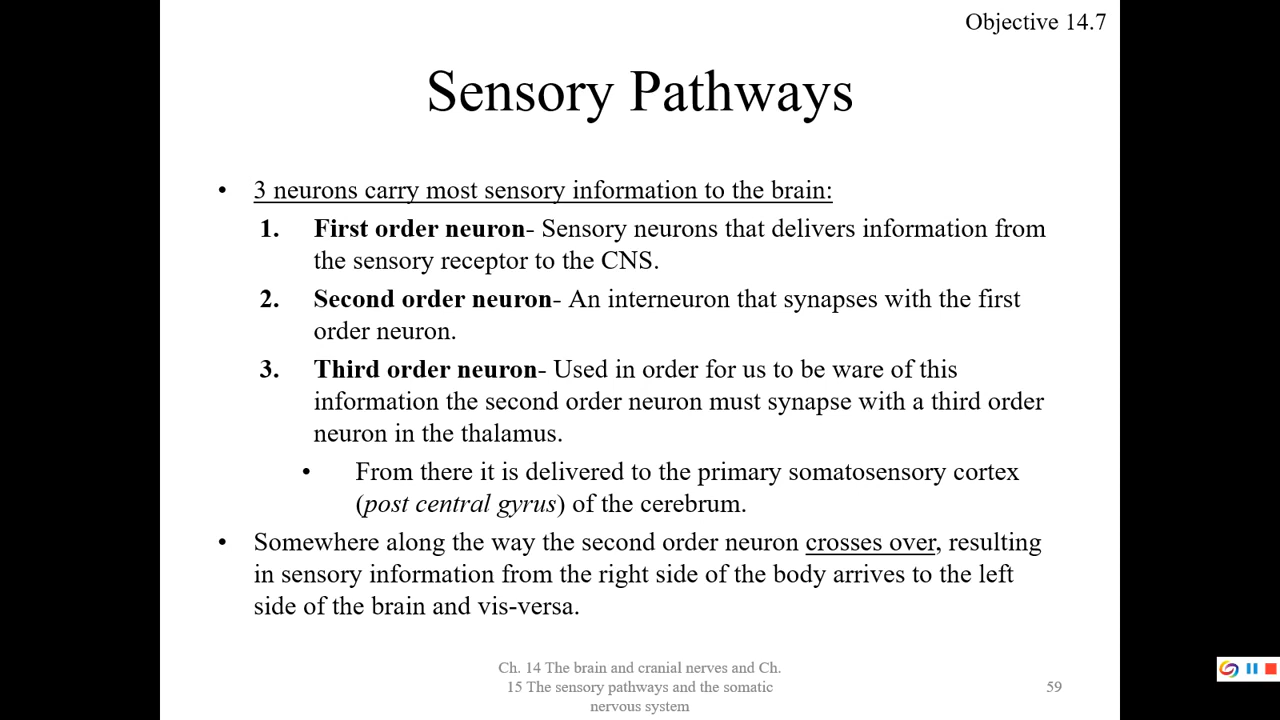 Objective 14.7
Sensory Pathways
• 3 neurons carry most sensory information to the brain:
1. First order neuron- Sensory neurons that delivers information from
the sensory receptor to the CNS.
2. Second order neuron- An interneuron that synapses with the first
order neuron.
3. Third order neuron- Used in order for us to be ware of this
information the second order neuron must synapse with a third order
neuron in the thalamus.
• From there it is delivered to the primary somatosensory cortex
(post central gyrus) of the cerebrum.
• Somewhere along the way the second order neuron crosses over, resulting
in sensory information from the right side of the body arrives to the left
side of the brain and vis-versa.
Ch. 14 The brain and cranial nerves and Ch.
15 The sensory pathways and the somatic
nervous system
59